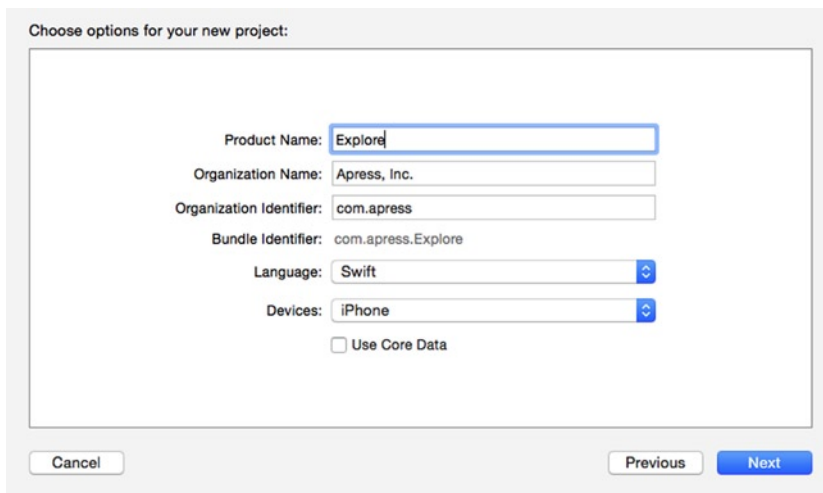 Choose options for your new project:
Product Name: Explore
Organization Name: Apress, Inc.
Organization Identifier: com.apress
Bundle Identifier: com.apress.Explore
Language: Swift
Devices: iPhone
Use Core Data
Cancel Previous Next